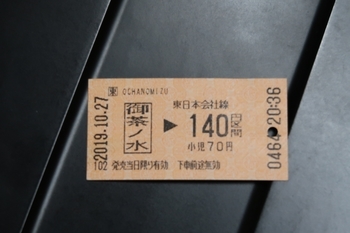 東 OCHANOMIZU
2019.-10.27
御茶ノ水
東日本会社線
▶ 140円区間
小児70円
102 発売当日限り有効 下車前途無効
0464 20:36